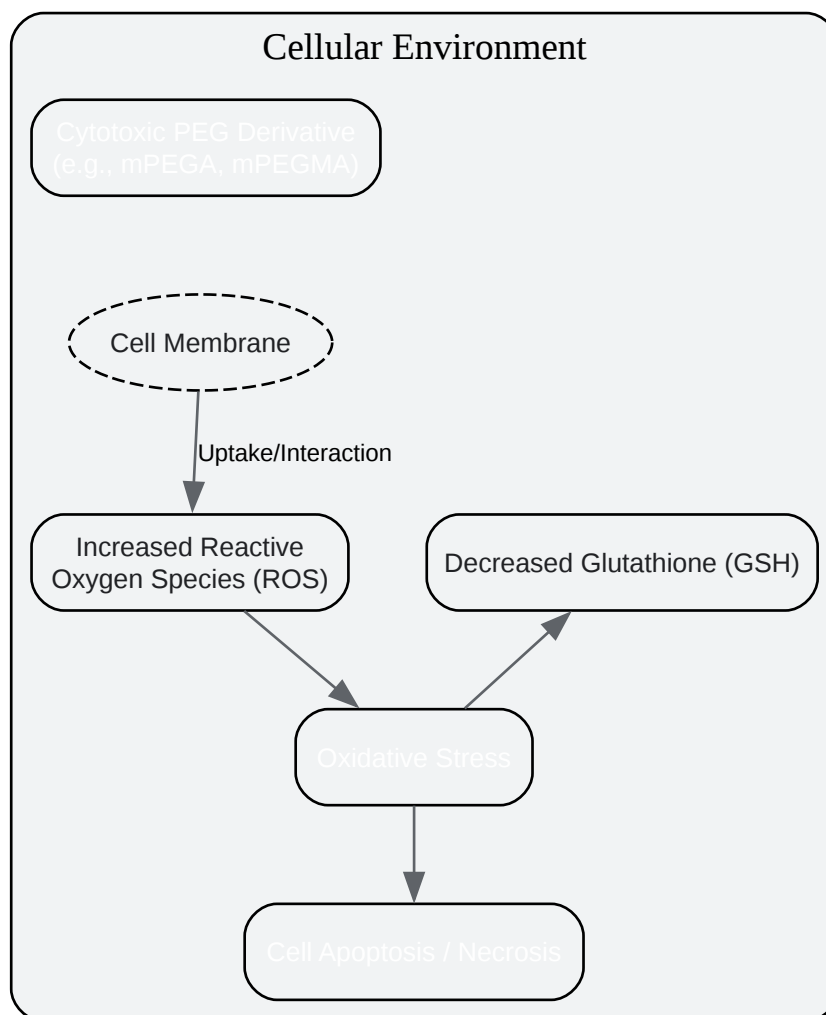 Cellular Environment
Cytotoxic PEG Derivative
(e.g., mPEGA, mPEGMA)
Cell Membrane
Uptake/Interaction
Increased Reactive
Oxygen Species (ROS)
Decreased Glutathione (GSH)
Oxidative Stress
Cell Apoptosis / Necrosis